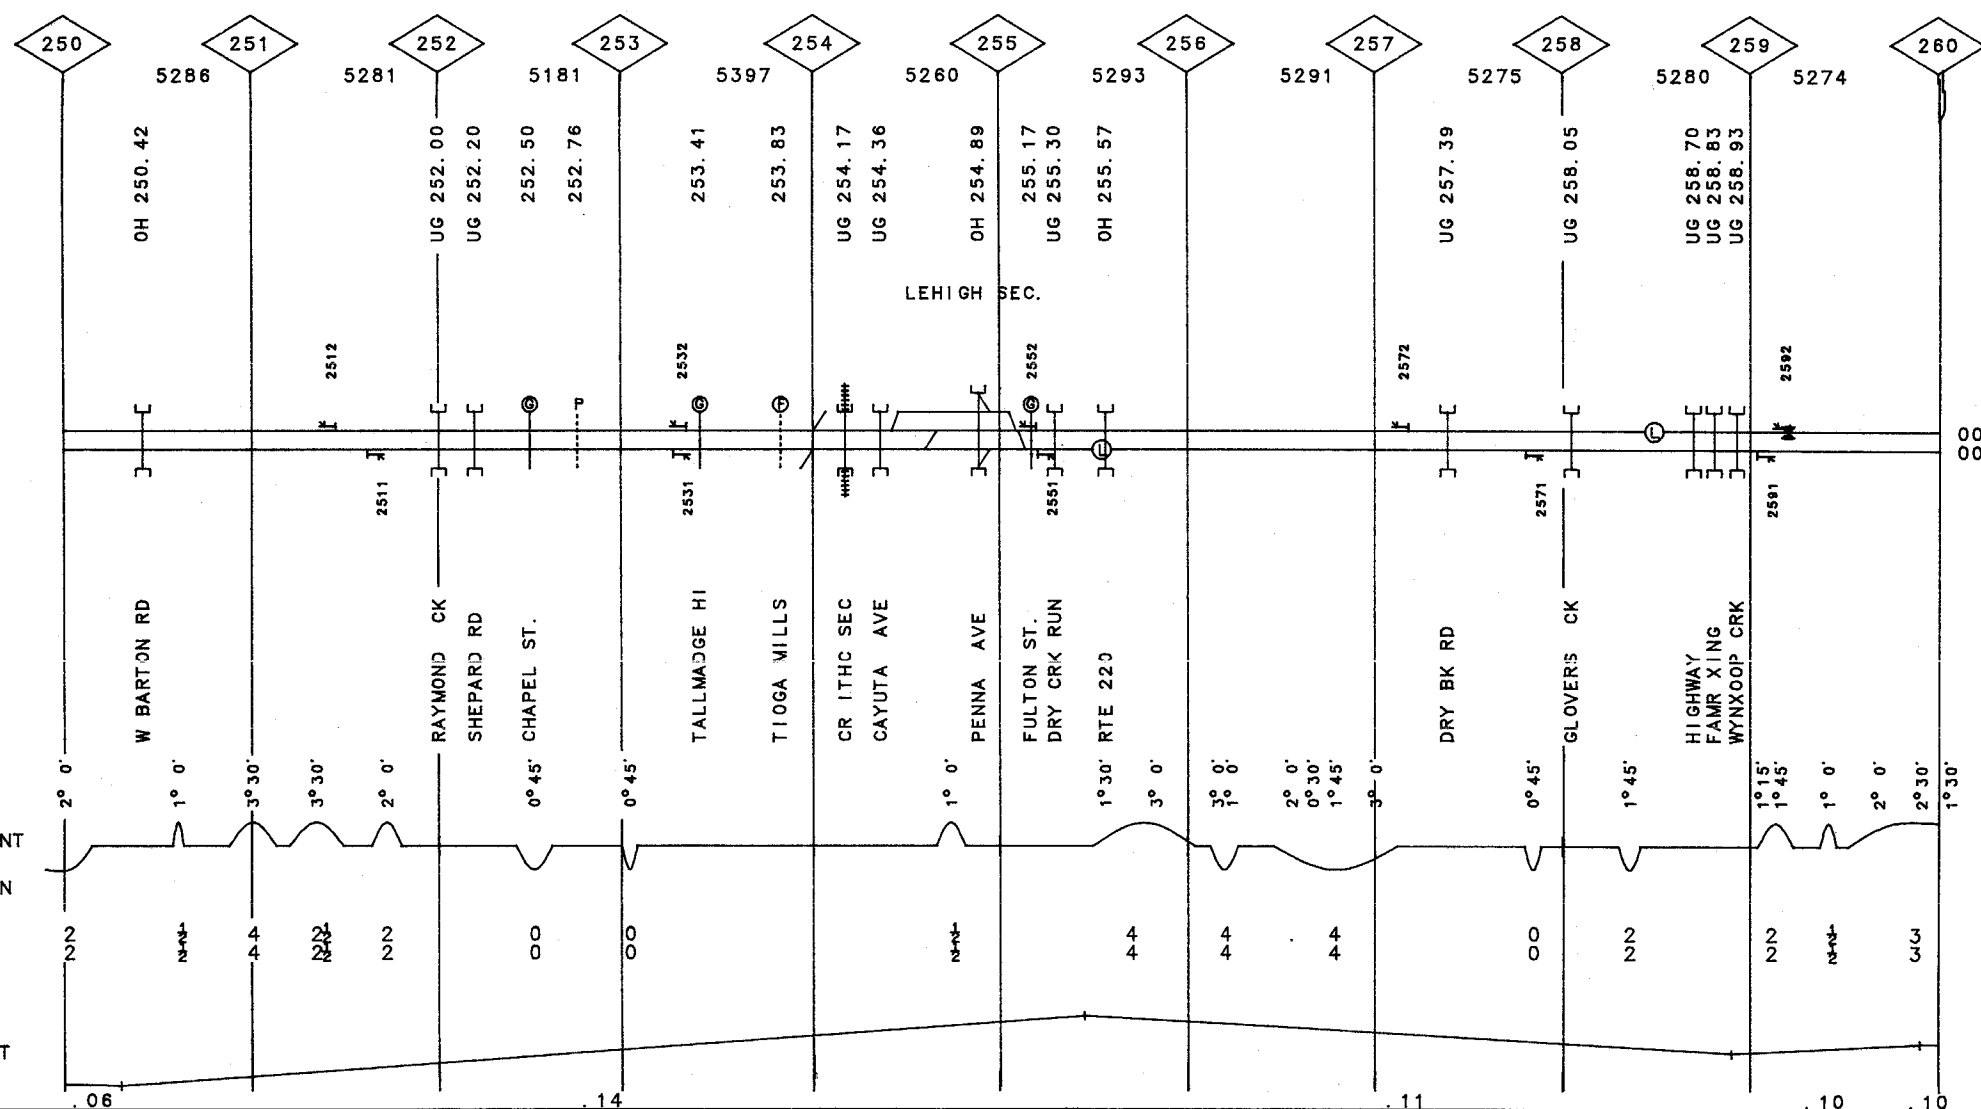 250 251 252 253 254 255 256 257 258 259 260
5286 5281 5181 5397 5260 5293 5291 5275 5280 5274
OH 250.42
UG 252.00
UG 252.20
252.50
252.76
253.41
253.83
UG 254.17
UG 254.36
OH 254.89
255.17
UG 255.30
OH 255.57
UG 257.39
UG 258.05
UG 258.70
UG 258.83
UG 258.93
LEHIGH SEC.
2512
2532
2552
2572
2592
G P G F G
L
L
00
00
2511
2531
2551
2571
2591
W BARTON RD
RAYMOND CK
SHEPARD RD
CHAPEL ST.
TALLMADGE HI
TIOGA MILLS
CR ITHC SEC
CAYUTA AVE
PENNA AVE
FULTON ST.
DRY CRK RUN
RTE 220
DRY BK RD
GLOVERS CK
HIGHWAY
FAMR XING
WYNXOOP CRK
2° 0'
1° 0'
3°30'
3°30'
2° 0'
0°45'
0°45'
1° 0'
1°30'
3° 0'
3° 0'
1° 0'
2° 0'
0°30'
1°45'
3° 0'
0°45'
1°45'
1°15'
1°45'
1° 0'
2° 0'
2°30'
1°30'
NT
N
2 4 2 0 0 4 4 4 0 2 2 3
2 4 2 0 0 4 4 4 0 2 2 3
T
.06 .14 .11 .10 .10